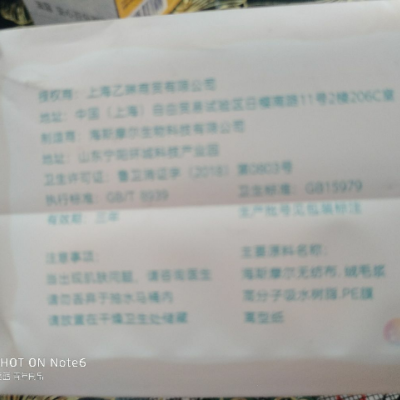 授权商：上海乙咪商贸有限公司
地址：中国（上海）自由贸易试验区日樱南路11号2楼206C室
制造商：海斯摩尔生物科技有限公司
地址：山东宁阳环城科技产业园
卫生许可证：鲁卫消证字（2018）第0803号
执行标准：GB/T 8939 卫生标准：GB15979
有效期：三年 生产批号见包装标注
注意事项： 主要原料名称：
如出现肌肤问题，请咨询医生 海斯摩尔无纺布、绒毛浆
请勿丢弃于抽水马桶内 高分子吸水树脂、PE膜
请放置在干燥卫生处储藏 离型纸
SHOT ON Note6